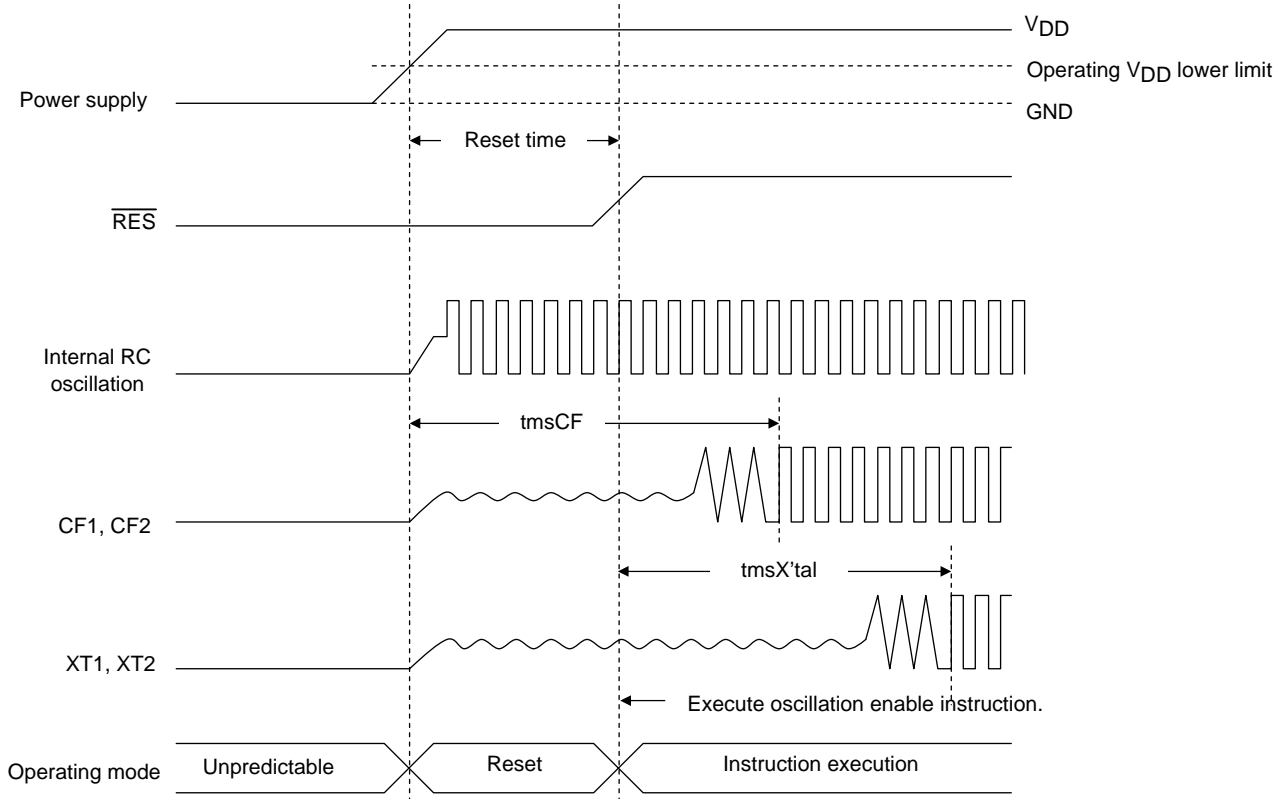 VDD
Operating VDD lower limit
Power supply
GND
Reset time
RES
Internal RC
oscillation
tmsCF
CF1, CF2
tmsX'tal
XT1, XT2
Execute oscillation enable instruction.
Operating mode
Unpredictable
Reset
Instruction execution